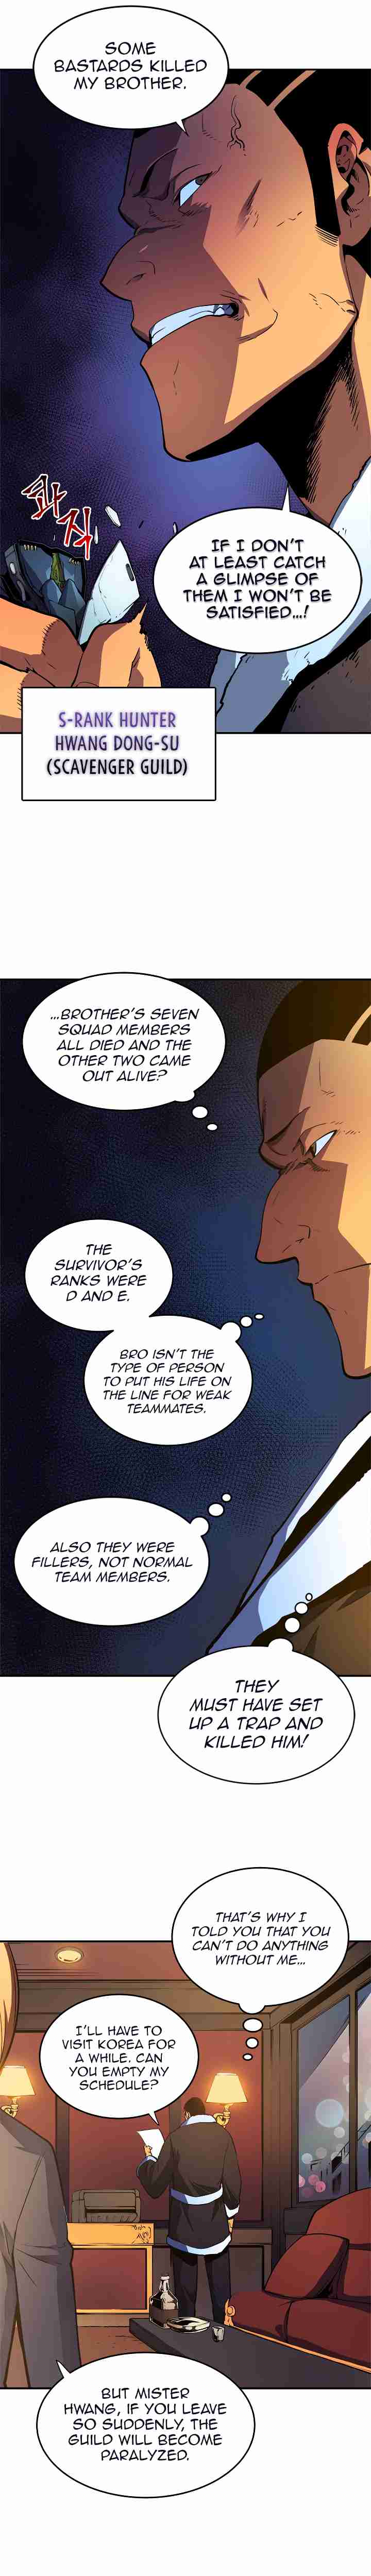 SOME
BASTARDS KILLED
MY BROTHER.
콰
직
IF I DON'T
AT LEAST CATCH
A GLIMPSE OF
THEM I WON'T BE
SATISFIED...!
S-RANK HUNTER
HWANG DONG-SU
(SCAVENGER GUILD)
...BROTHER'S SEVEN
SQUAD MEMBERS
ALL DIED AND THE
OTHER TWO CAME
OUT ALIVE?
THE
SURVIVOR'S
RANKS WERE
D AND E.
BRO ISN'T THE
TYPE OF PERSON
TO PUT HIS LIFE ON
THE LINE FOR WEAK
TEAMMATES.
ALSO THEY WERE
FILLERS, NOT NORMAL
TEAM MEMBERS.
THEY
MUST HAVE SET
UP A TRAP AND
KILLED HIM!
THAT'S WHY I
TOLD YOU THAT YOU
CAN'T DO ANYTHING
WITHOUT ME...
I'LL HAVE TO
VISIT KOREA FOR
A WHILE. CAN
YOU EMPTY MY
SCHEDULE?
BUT MISTER
HWANG, IF YOU LEAVE
SO SUDDENLY, THE
GUILD WILL BECOME
PARALYZED.